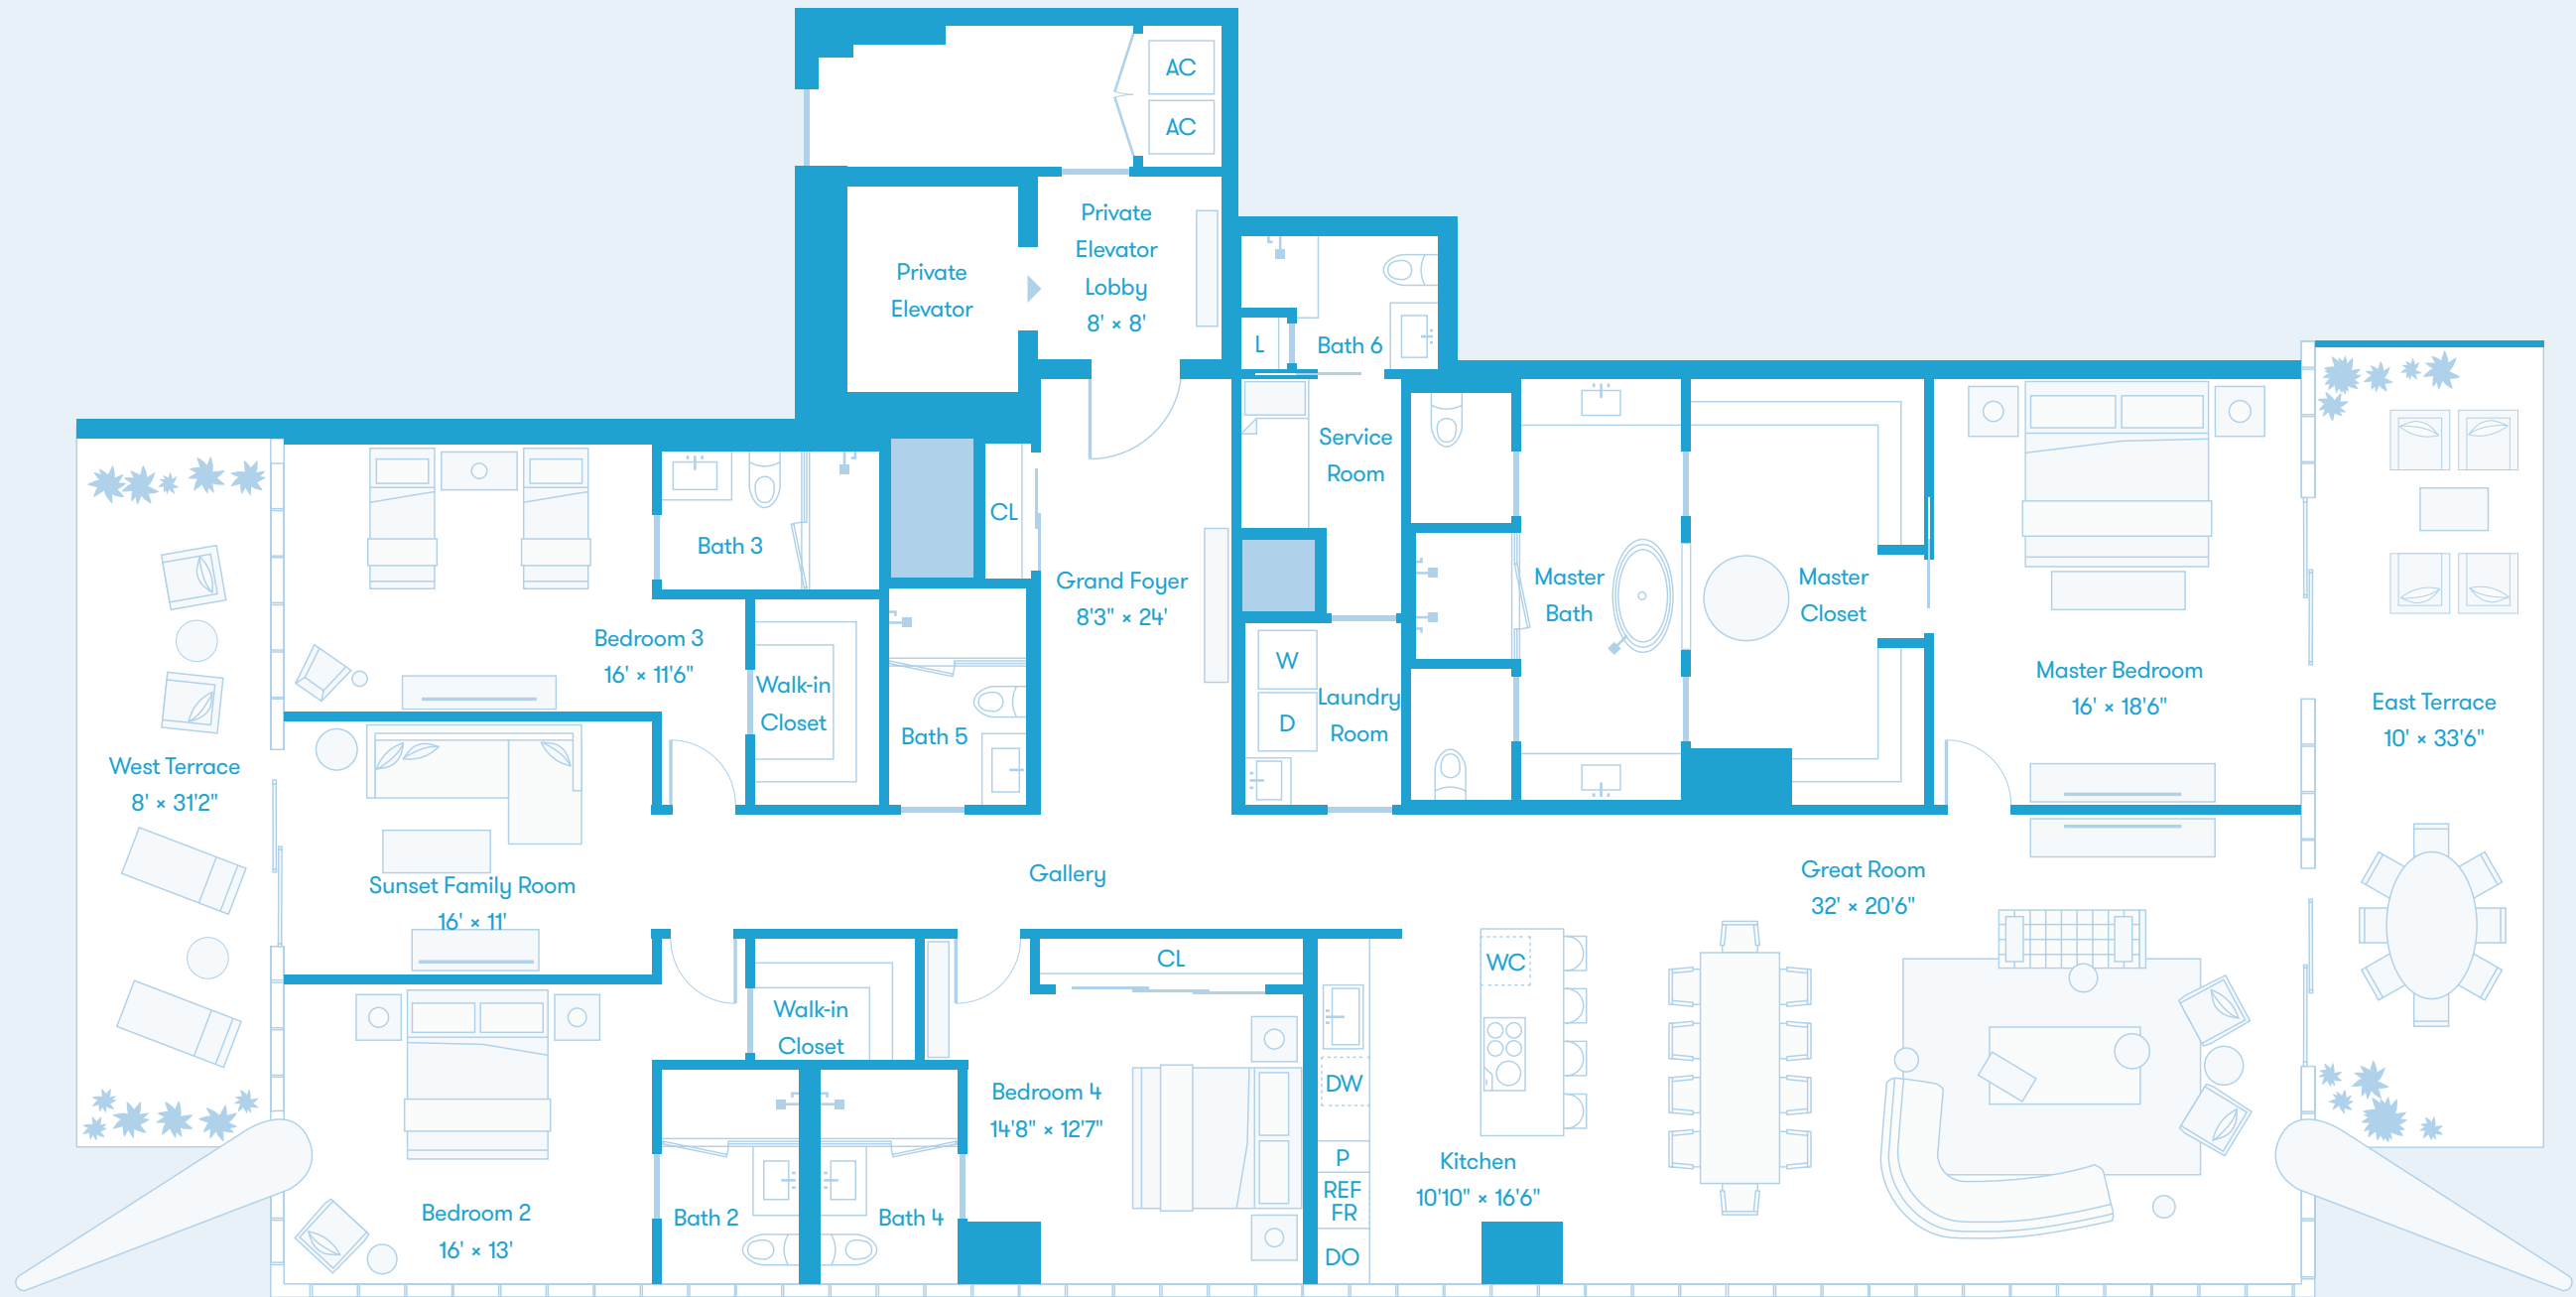 AC
AC
Private
Elevator
Lobby
8' × 8'
Private
Elevator
L
Bath 6
Service
Room
CL
Bath 3
Grand Foyer
8'3" × 24'
Master
Bath
Master
Closet
Bedroom 3
16' × 11'6"
Walk-in
Closet
Bath 5
W
D
Laundry
Room
Master Bedroom
16' × 18'6"
East Terrace
10' × 33'6"
West Terrace
8' × 31'2"
Sunset Family Room
16' × 11'
Gallery
Great Room
32' × 20'6"
CL
WC
Walk-in
Closet
Bedroom 4
14'8" × 12'7"
DW
P
REF
FR
DO
Kitchen
10'10" × 16'6"
Bedroom 2
16' × 13'
Bath 2
Bath 4